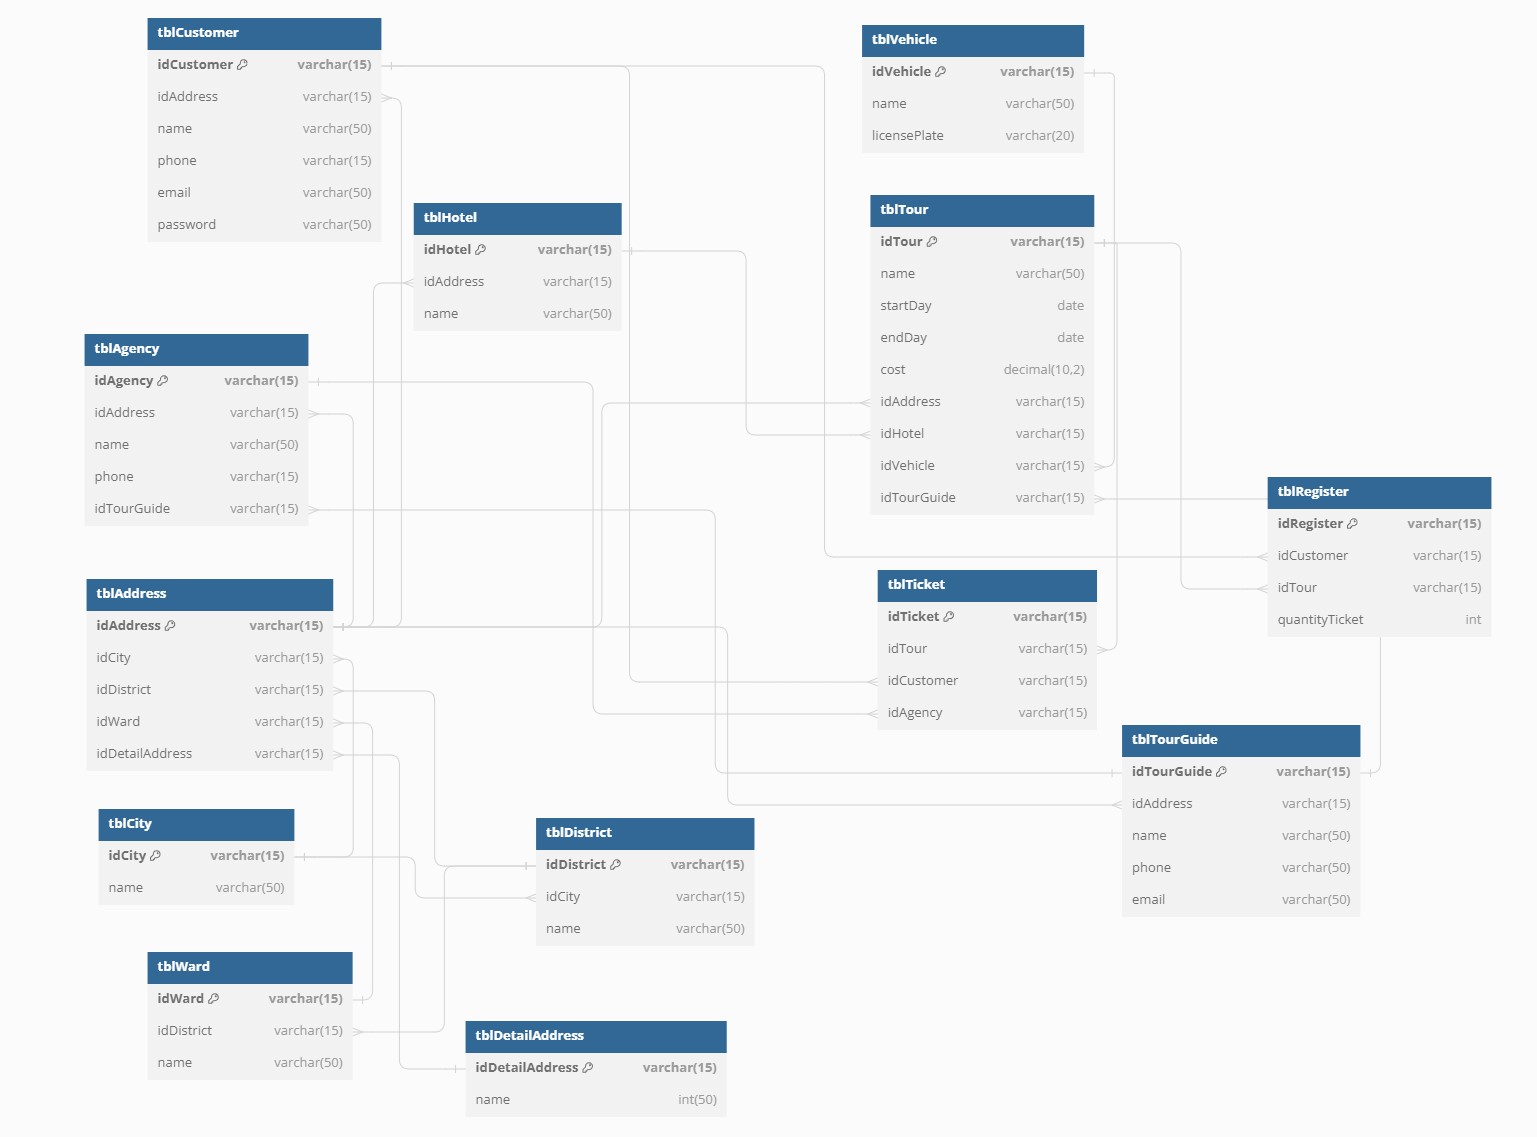 tblCustomer
idCustomer varchar(15)
idAddress varchar(15)
name varchar(50)
phone varchar(15)
email varchar(50)
password varchar(50)
tblHotel
idHotel varchar(15)
idAddress varchar(15)
name varchar(50)
tblAgency
idAgency varchar(15)
idAddress varchar(15)
name varchar(50)
phone varchar(15)
idTourGuide varchar(15)
tblAddress
idAddress varchar(15)
idCity varchar(15)
idDistrict varchar(15)
idWard varchar(15)
idDetailAddress varchar(15)
tblCity
idCity varchar(15)
name varchar(50)
tblWard
idWard varchar(15)
idDistrict varchar(15)
name varchar(50)
tblDistrict
idDistrict varchar(15)
idCity varchar(15)
name varchar(50)
tblDetailAddress
idDetailAddress varchar(15)
name int(50)
tblVehicle
idVehicle varchar(15)
name varchar(50)
licensePlate varchar(20)
tblTour
idTour varchar(15)
name varchar(50)
startDay date
endDay date
cost decimal(10,2)
idAddress varchar(15)
idHotel varchar(15)
idVehicle varchar(15)
idTourGuide varchar(15)
tblTicket
idTicket varchar(15)
idTour varchar(15)
idCustomer varchar(15)
idAgency varchar(15)
tblRegister
idRegister varchar(15)
idCustomer varchar(15)
idTour varchar(15)
quantityTicket int
tblTourGuide
idTourGuide varchar(15)
idAddress varchar(15)
name varchar(50)
phone varchar(50)
email varchar(50)